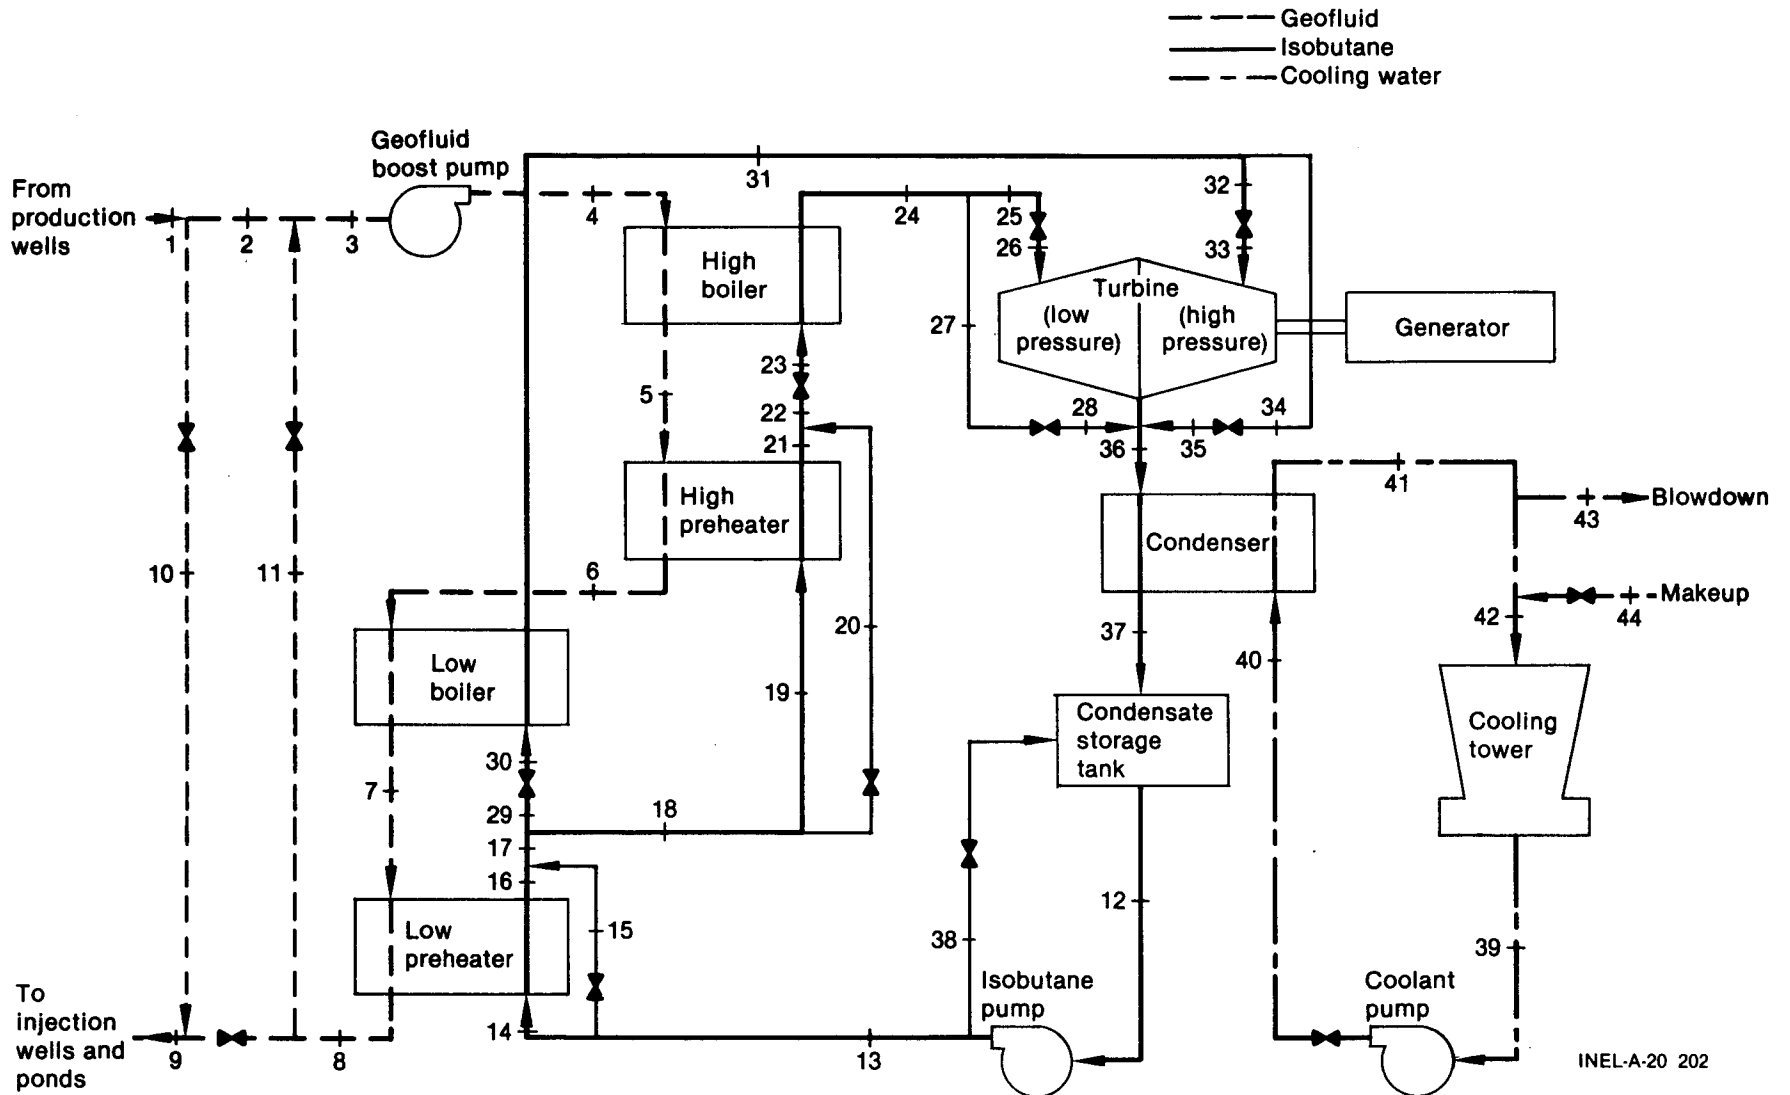 Geofluid
Isobutane
Cooling water
Geofluid
boost pump
From
production
wells
1
2
3
4
31
24
25
26
32
33
High
boiler
Turbine
(low
pressure)
(high
pressure)
Generator
27
5
23
22
21
28
36
35
34
41
High
preheater
Condenser
43
Blowdown
10
11
6
20
37
40
42
44
Makeup
Low
boiler
19
Condensate
storage
tank
Cooling
tower
30
7
29
18
17
16
12
15
38
39
Low
preheater
Isobutane
pump
Coolant
pump
To
injection
wells and
ponds
14
9
8
13
INEL-A-20 202